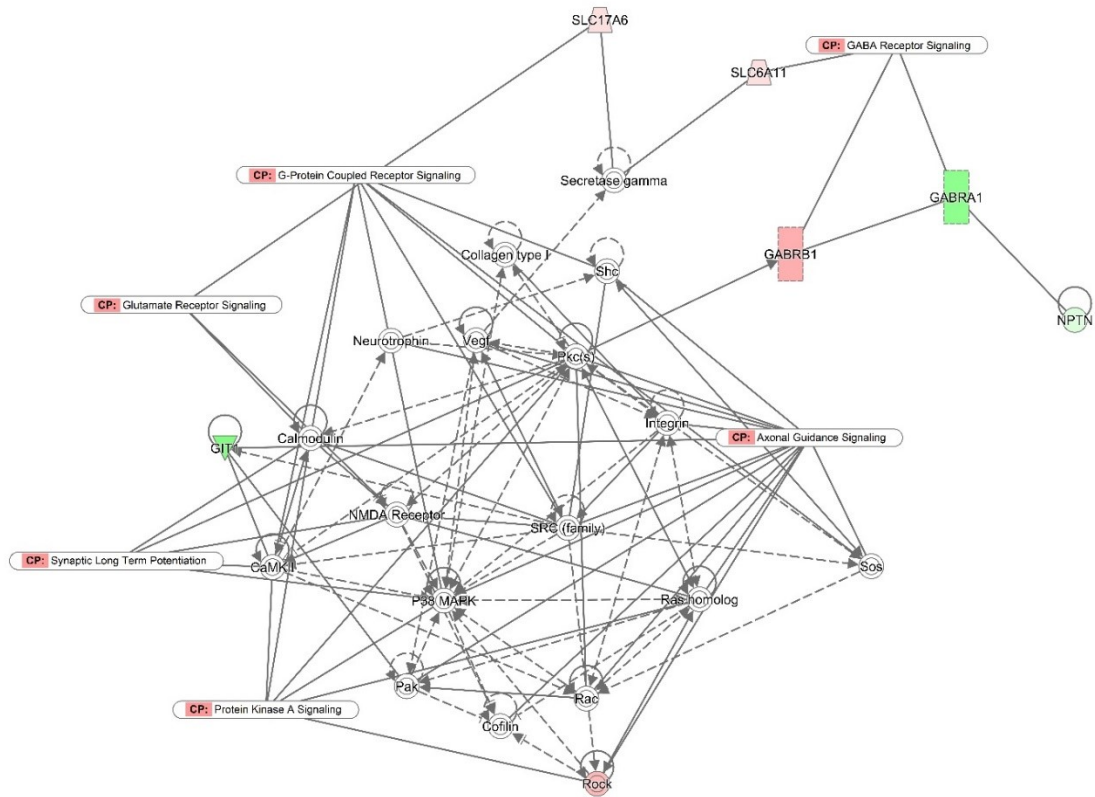 SLC17A6
CP: GABA Receptor Signaling
SLC6A11
CP: G-Protein Coupled Receptor Signaling
Secretase gamma
GABRA1
Collagen type I
GABRB1
Shc
CP: Glutamate Receptor Signaling
NPTN
Neurotrophin
Vegf
Pkc(s)
Integrin
Calmodulin
CP: Axonal Guidance Signaling
GIT1
NMDA Receptor
SRC (family)
CP: Synaptic Long Term Potentiation
CaMKII
Sos
P38 MAPK
Ras homolog
Pak
Rac
CP: Protein Kinase A Signaling
Cofilin
Rock